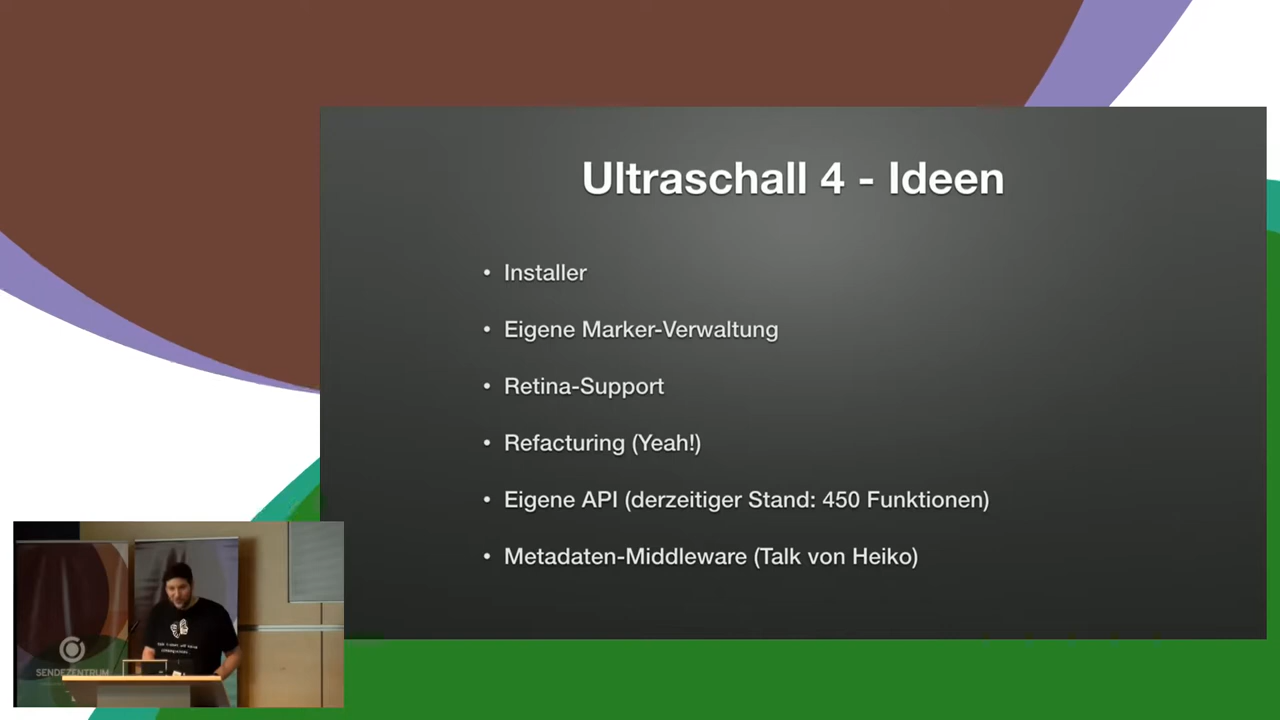 Ultraschall 4 - Ideen
• Installer
• Eigene Marker-Verwaltung
• Retina-Support
• Refacturing (Yeah!)
• Eigene API (derzeitiger Stand: 450 Funktionen)
• Metadaten-Middleware (Talk von Heiko)
SENDEZENTRUM